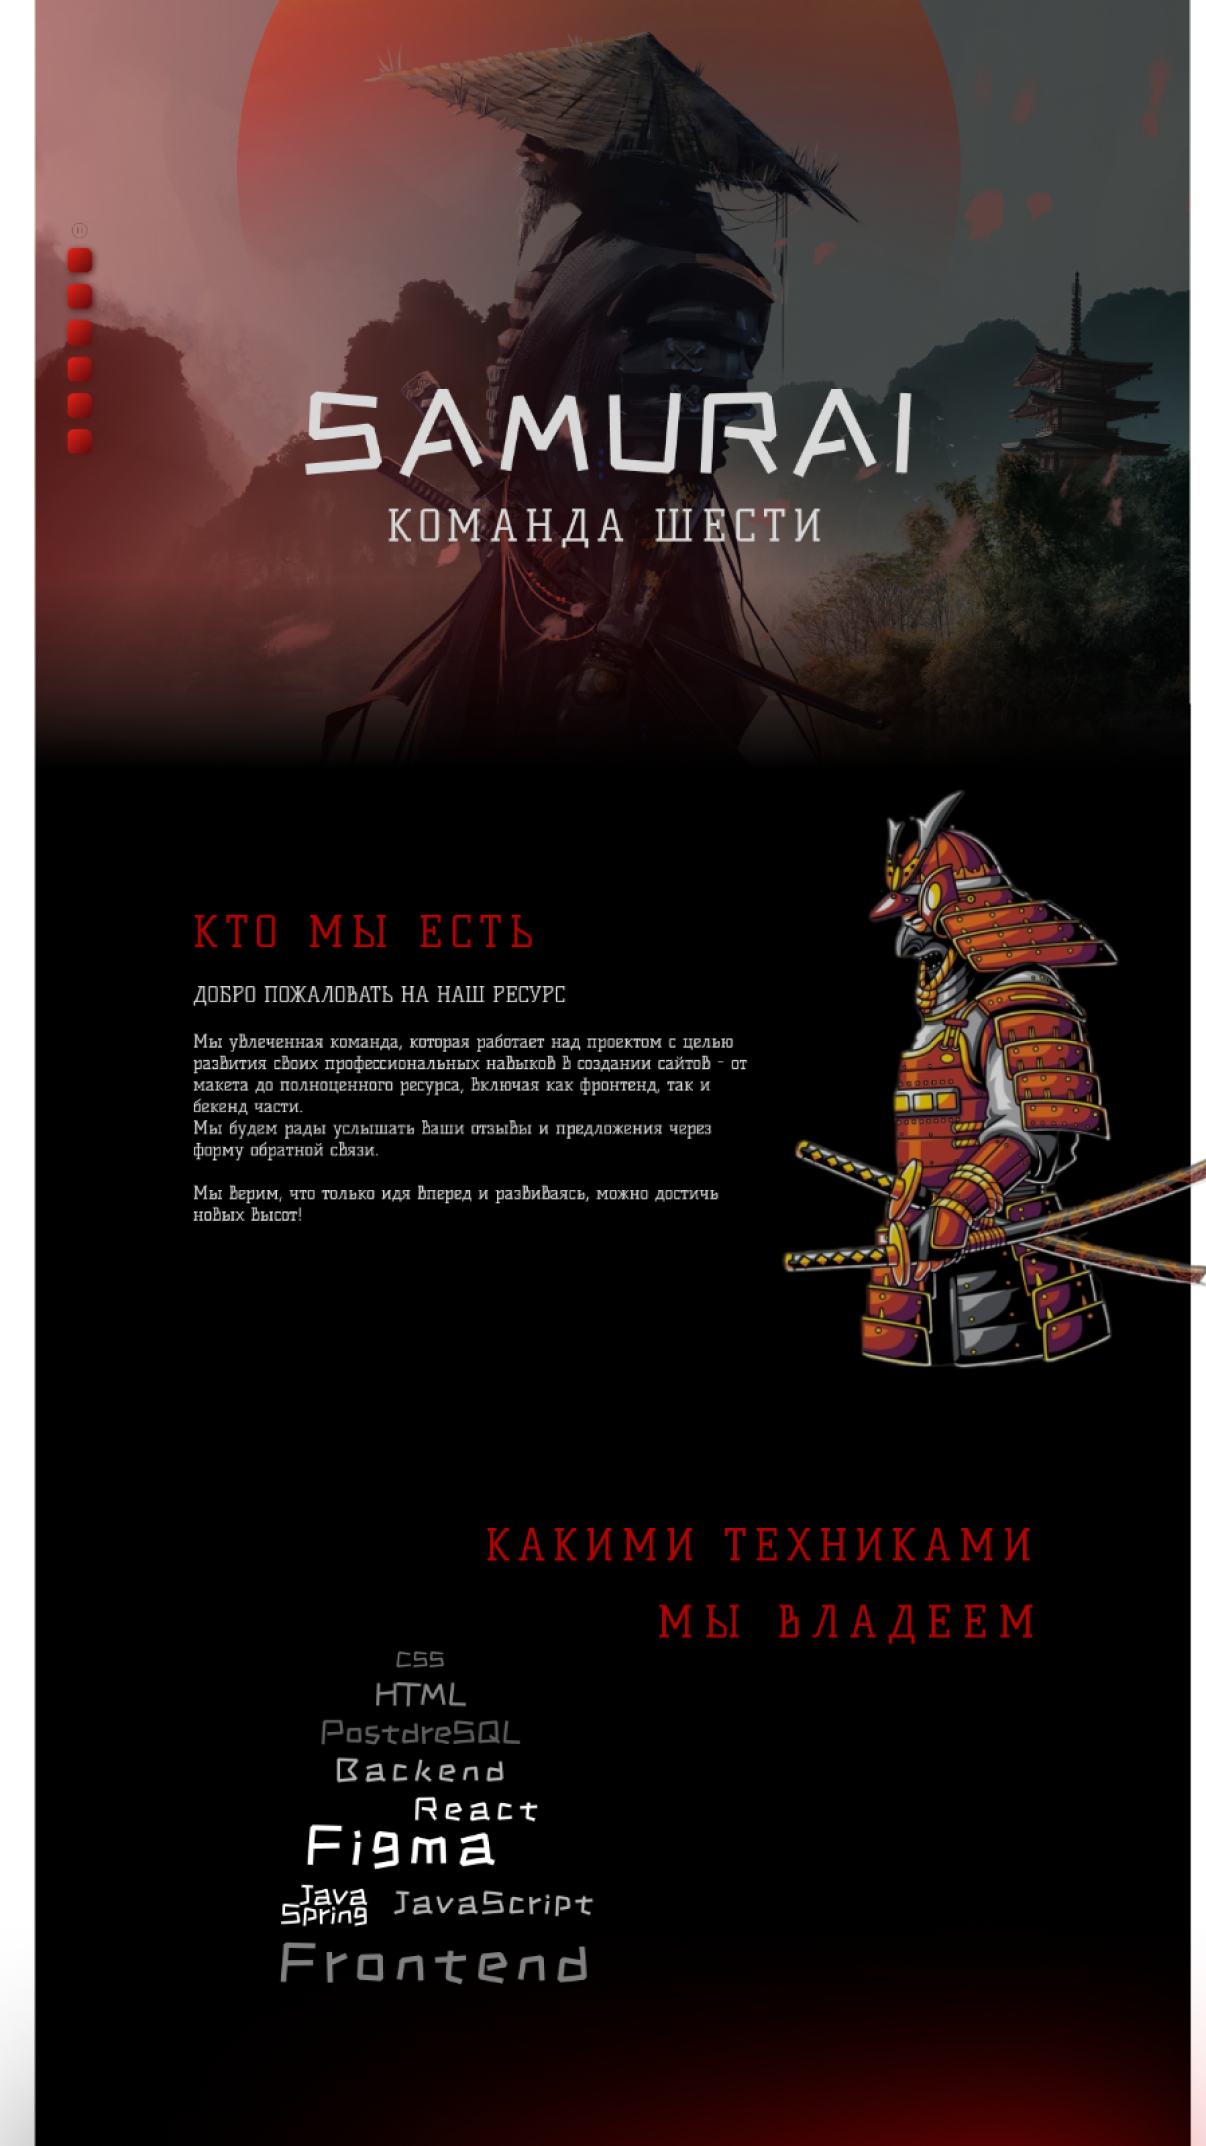 SAMURAI
КОМАНДА ШЕСТИ
КТО МЫ ЕСТЬ
ДОБРО ПОЖАЛОВАТЬ НА НАШ РЕСУРС
Мы увлеченная команда, которая работает над проектом с целью
развития своих профессиональных навыков в создании сайтов - от
макета до полноценного ресурса, включая как фронтенд, так и
бекенд части.
Мы будем рады услышать ваши отзывы и предложения через
форму обратной связи.
Мы верим, что только идя вперед и развиваясь, можно достичь
новых высот!
КАКИМИ ТЕХНИКАМИ
МЫ ВЛАДЕЕМ
CSS
HTML
PostdreSQL
Backend
React
Figma
Java
Spring
JavaScript
Frontend